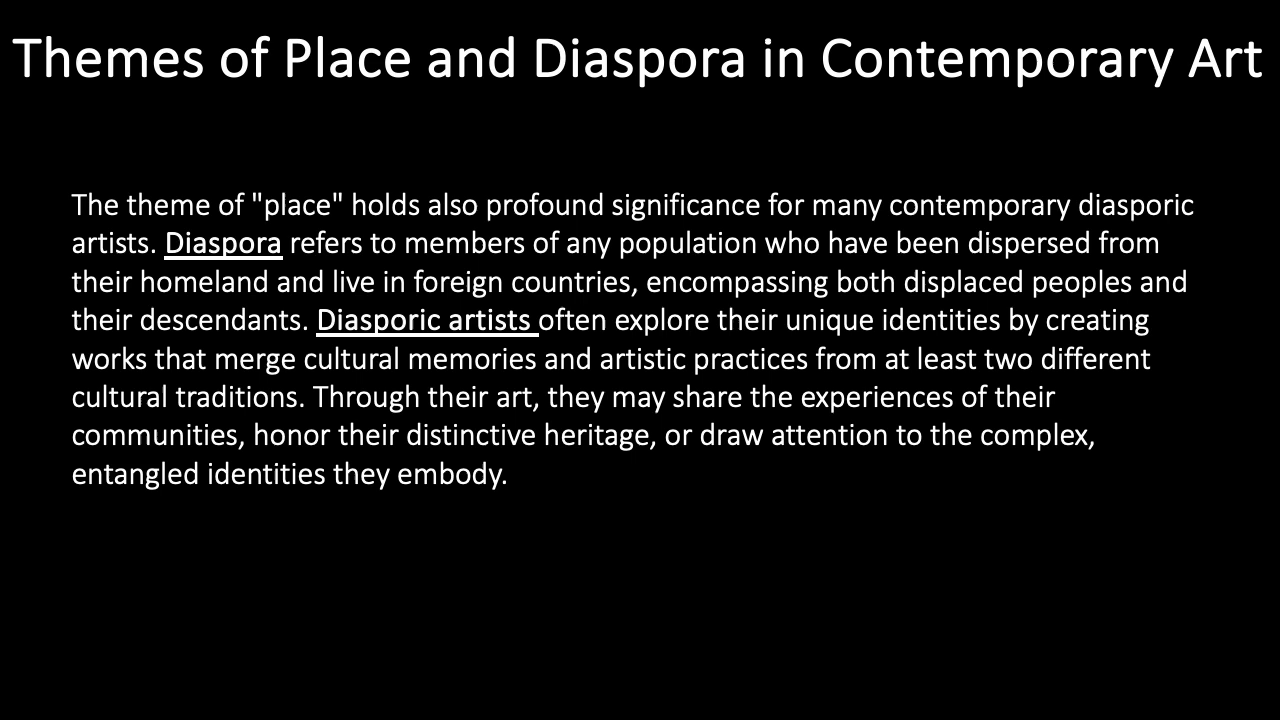 Themes of Place and Diaspora in Contemporary Art
The theme of "place" holds also profound significance for many contemporary diasporic
artists. Diaspora refers to members of any population who have been dispersed from
their homeland and live in foreign countries, encompassing both displaced peoples and
their descendants. Diasporic artists often explore their unique identities by creating
works that merge cultural memories and artistic practices from at least two different
cultural traditions. Through their art, they may share the experiences of their
communities, honor their distinctive heritage, or draw attention to the complex,
entangled identities they embody.